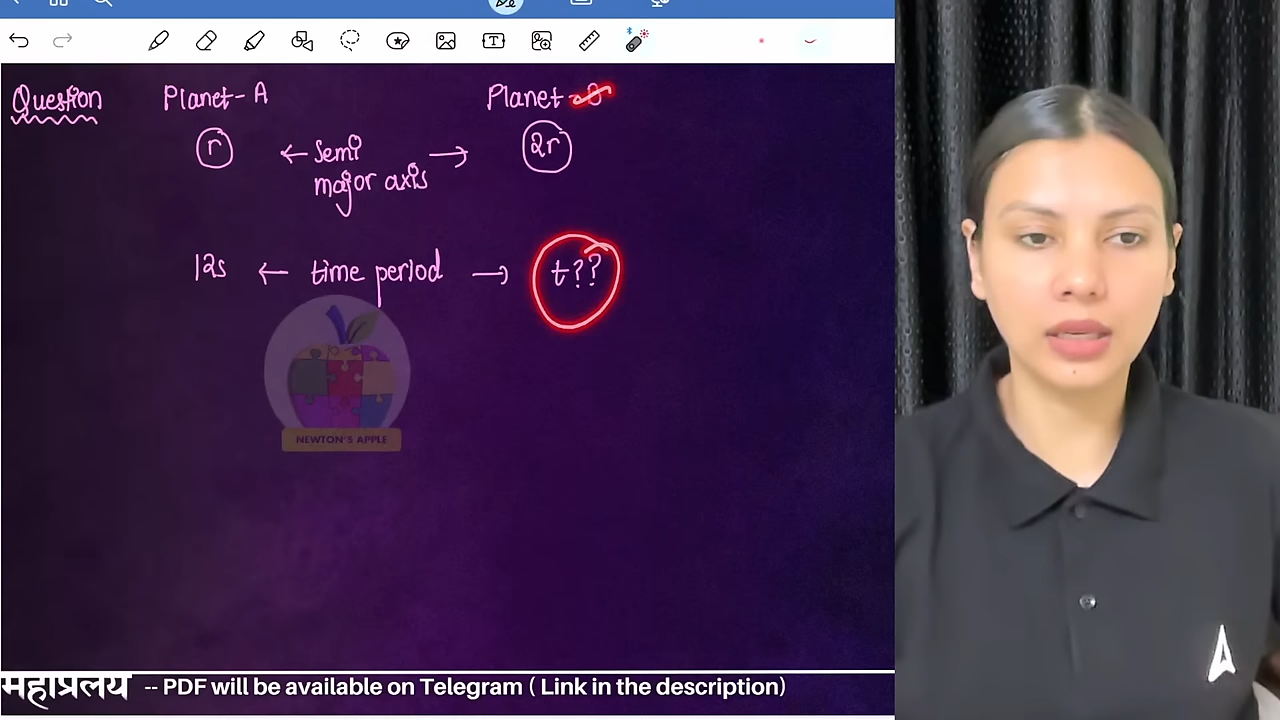 Question Planet-A Planet-B
r ← Semi major axis → 2r
12s ← time period → t??
NEWTON'S APPLE
महाप्रलय -- PDF will be available on Telegram ( Link in the description)